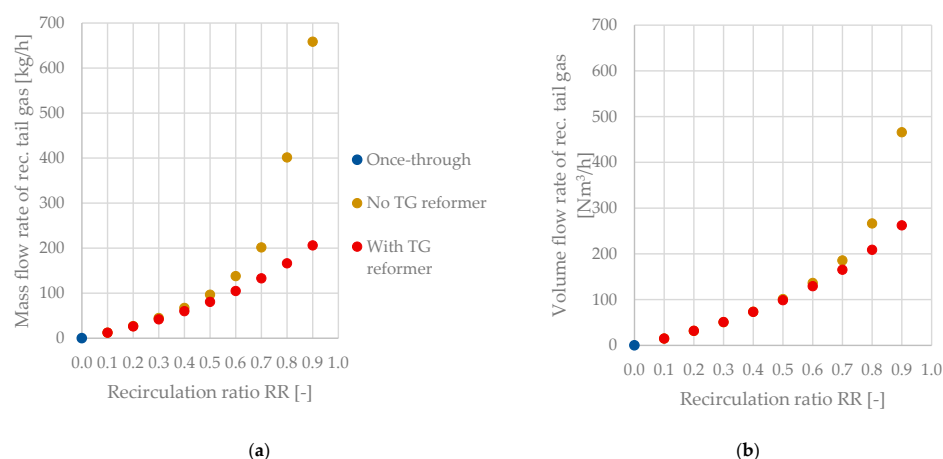 Mass flow rate of rec. tail gas [kg/h]
700
600
500
400
300
200
100
0
0.0 0.1 0.2 0.3 0.4 0.5 0.6 0.7 0.8 0.9 1.0
Recirculation ratio RR [-]
(a)
Once-through
No TG reformer
With TG
reformer
Volume flow rate of rec. tail gas
[Nm³/h]
700
600
500
400
300
200
100
0
0.0 0.1 0.2 0.3 0.4 0.5 0.6 0.7 0.8 0.9 1.0
Recirculation ratio RR [-]
(b)